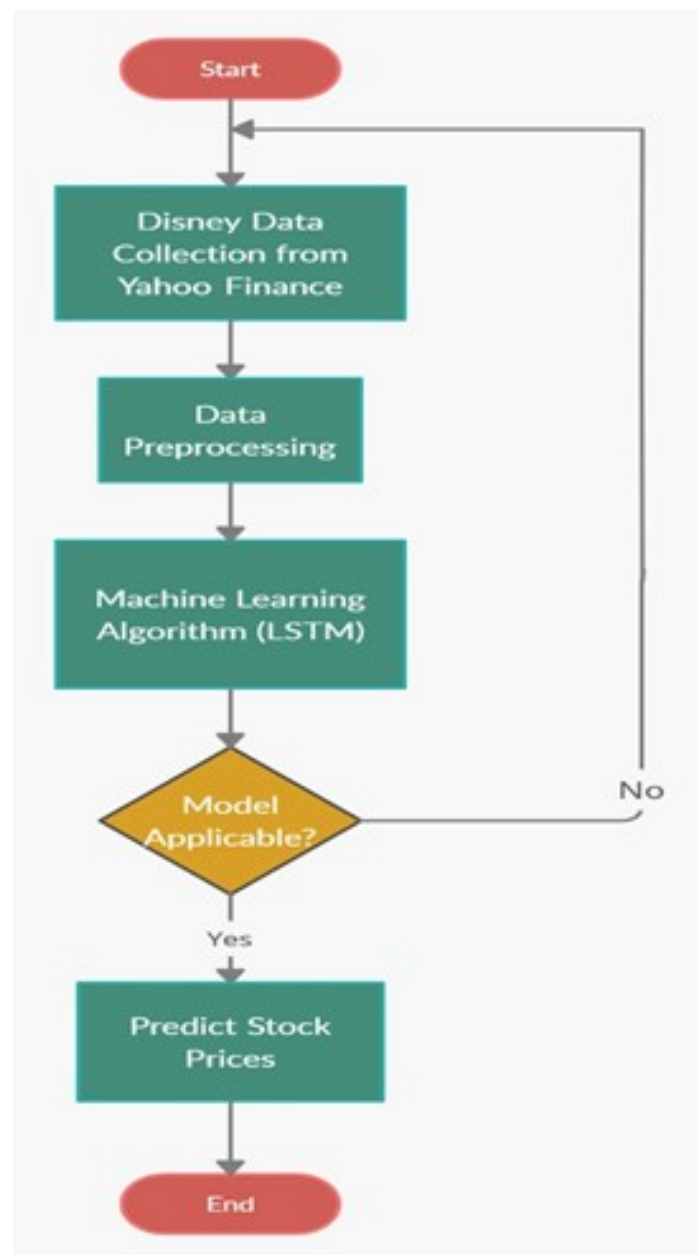 Start
Disney Data
Collection from
Yahoo Finance
Data
Preprocessing
Machine Learning
Algorithm (LSTM)
Model
Applicable?
No
Yes
Predict Stock
Prices
End